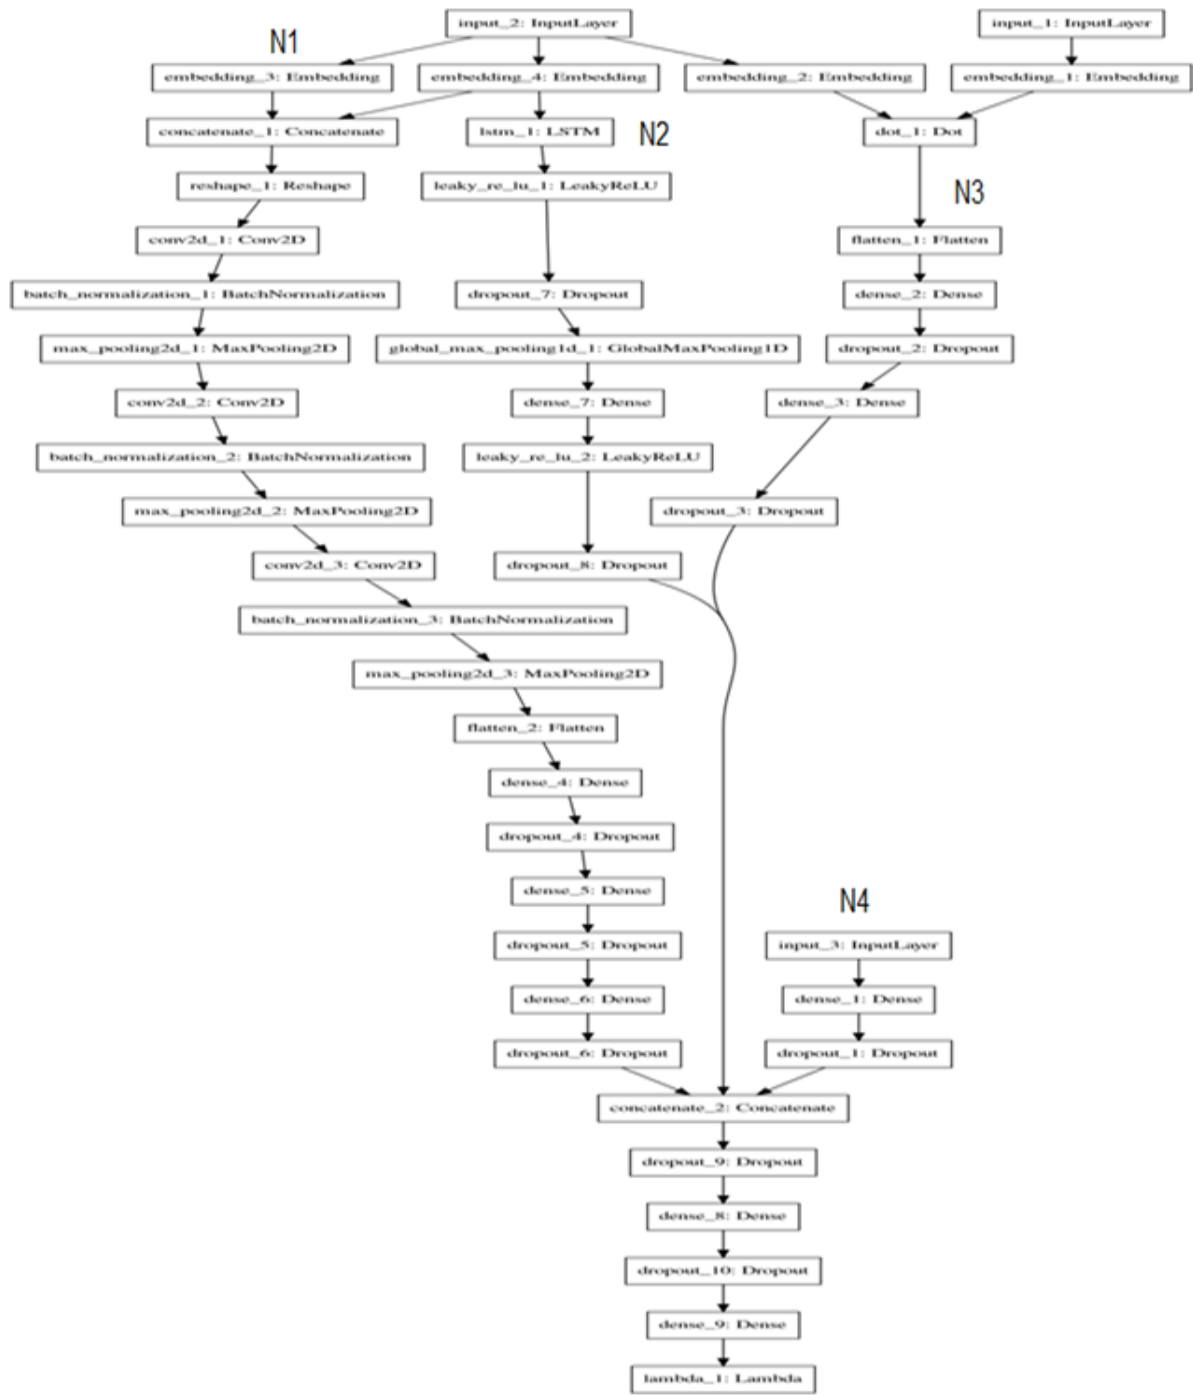 input_2: InputLayer
input_1: InputLayer
N1
embedding_3: Embedding
embedding_4: Embedding
embedding_2: Embedding
embedding_1: Embedding
concatenate_1: Concatenate
lstm_1: LSTM
N2
dot_1: Dot
reshape_1: Reshape
leaky_re_lu_1: LeakyReLU
N3
conv2d_1: Conv2D
flatten_1: Flatten
batch_normalization_1: BatchNormalization
dropout_7: Dropout
dense_2: Dense
max_pooling2d_1: MaxPooling2D
global_max_pooling1d_1: GlobalMaxPooling1D
dropout_2: Dropout
conv2d_2: Conv2D
dense_7: Dense
dense_3: Dense
batch_normalization_2: BatchNormalization
leaky_re_lu_2: LeakyReLU
max_pooling2d_2: MaxPooling2D
dropout_3: Dropout
conv2d_3: Conv2D
dropout_8: Dropout
batch_normalization_3: BatchNormalization
max_pooling2d_3: MaxPooling2D
flatten_2: Flatten
dense_4: Dense
dropout_4: Dropout
dense_5: Dense
N4
dropout_5: Dropout
input_3: InputLayer
dense_6: Dense
dense_1: Dense
dropout_6: Dropout
dropout_1: Dropout
concatenate_2: Concatenate
dropout_9: Dropout
dense_8: Dense
dropout_10: Dropout
dense_9: Dense
lambda_1: Lambda